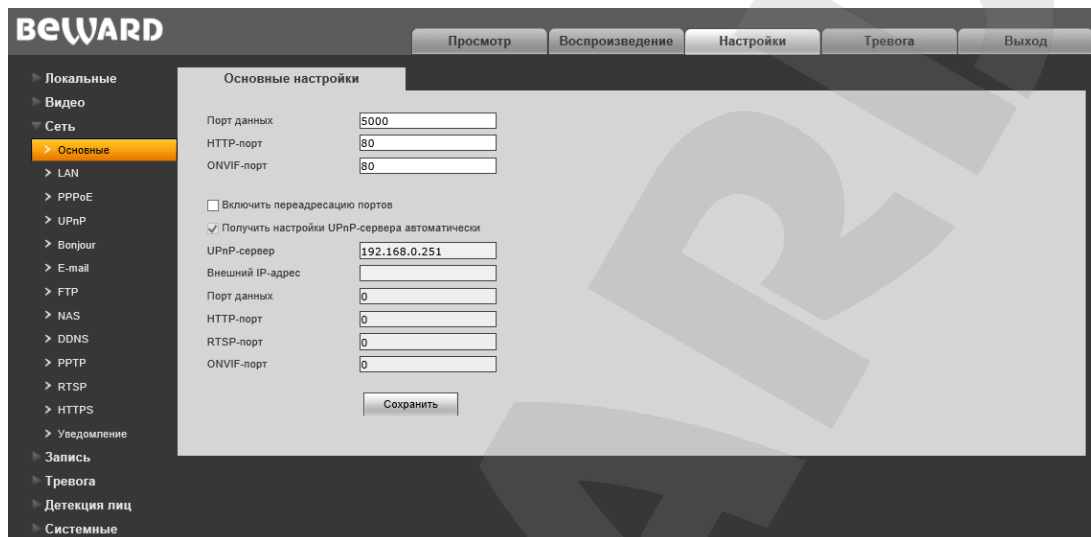 BEWARD
Просмотр
Воспроизведение
Настройки
Тревога
Выход
Локальные
Видео
Сеть
Основные
LAN
PPPoE
UPnP
Bonjour
E-mail
FTP
NAS
DDNS
PPTP
RTSP
HTTPS
Уведомление
Запись
Тревога
Детекция лиц
Системные
Основные настройки
Порт данных 5000
HTTP-порт 80
ONVIF-порт 80
Включить переадресацию портов
Получить настройки UPnP-сервера автоматически
UPnP-сервер 192.168.0.251
Внешний IP-адрес
Порт данных 0
HTTP-порт 0
RTSP-порт 0
ONVIF-порт 0
Сохранить